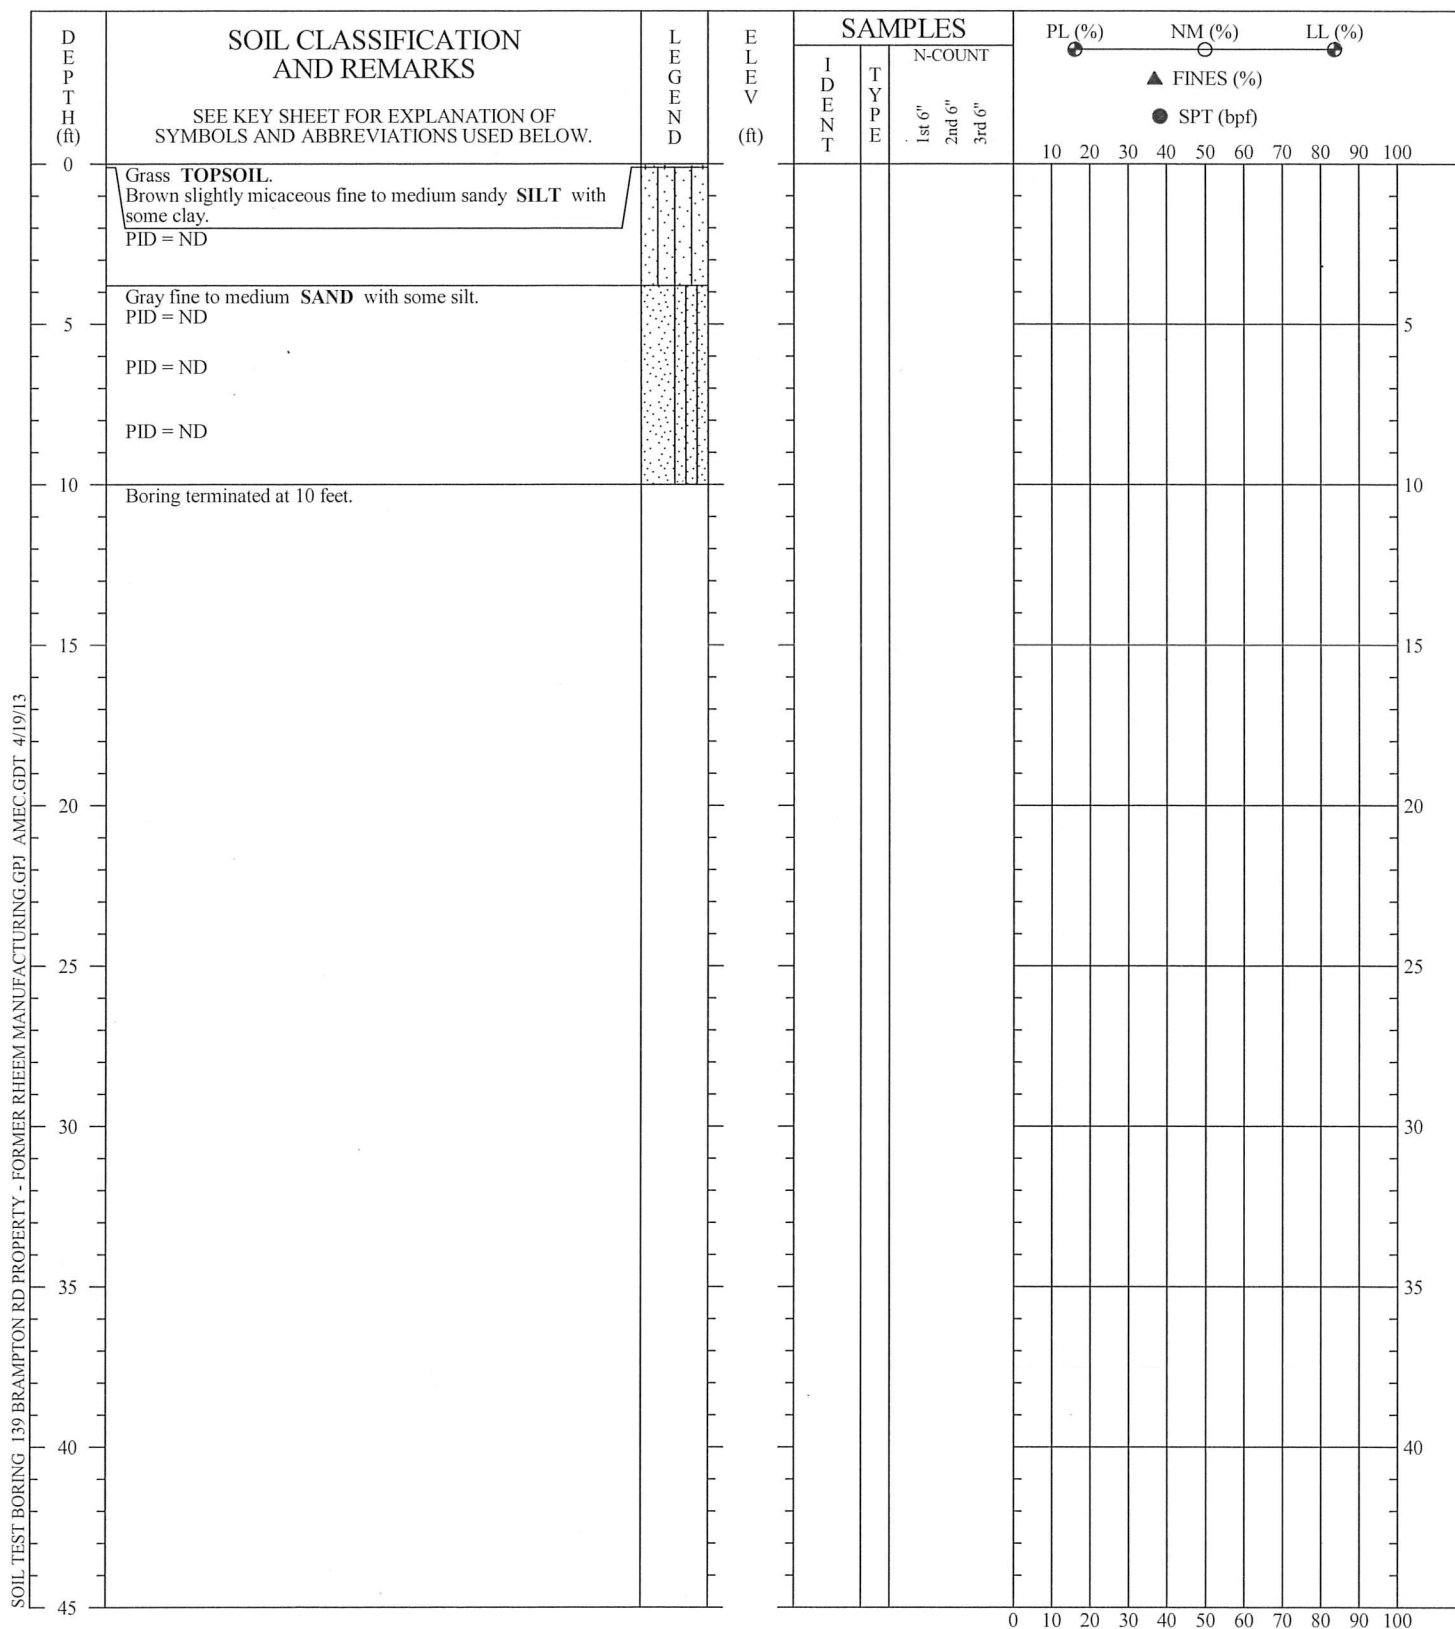 DEPTH (ft)
SOIL CLASSIFICATION
AND REMARKS
SEE KEY SHEET FOR EXPLANATION OF
SYMBOLS AND ABBREVIATIONS USED BELOW.
LEGEND
ELEV (ft)
SAMPLES
IDENT
TYPE
N-COUNT
1st 6"
2nd 6"
3rd 6"
PL (%) NM (%) LL (%)
▲ FINES (%)
● SPT (bpf)
10 20 30 40 50 60 70 80 90 100
0
Grass TOPSOIL.
Brown slightly micaceous fine to medium sandy SILT with
some clay.
PID = ND
Gray fine to medium SAND with some silt.
5 PID = ND 5
PID = ND
PID = ND
10 10
Boring terminated at 10 feet.
15 15
20 20
25 25
30 30
35 35
40 40
45
0 10 20 30 40 50 60 70 80 90 100
SOIL TEST BORING 139 BRAMPTON RD PROPERTY - FORMER RHEEM MANUFACTURING.GPJ AMEC.GDT 4/19/13